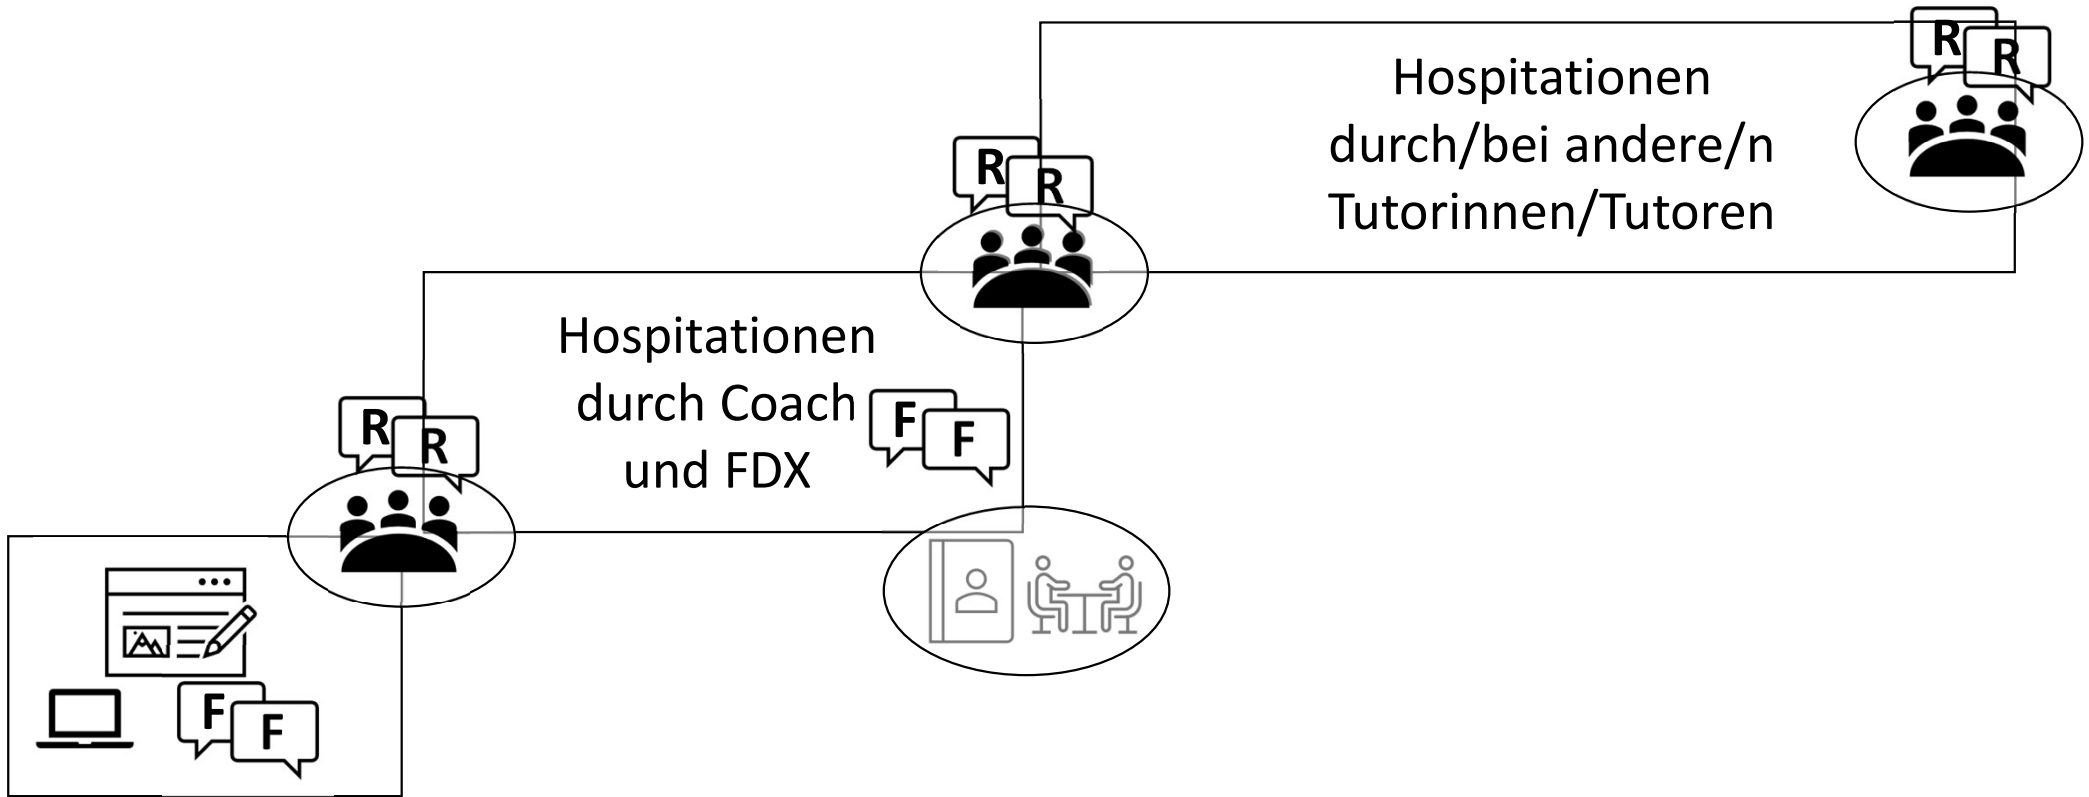 R
R
Hospitationen
durch/bei andere/n
Tutorinnen/Tutoren
R
R
Hospitationen
durch Coach
und FDX
F
F
R
R
F
F